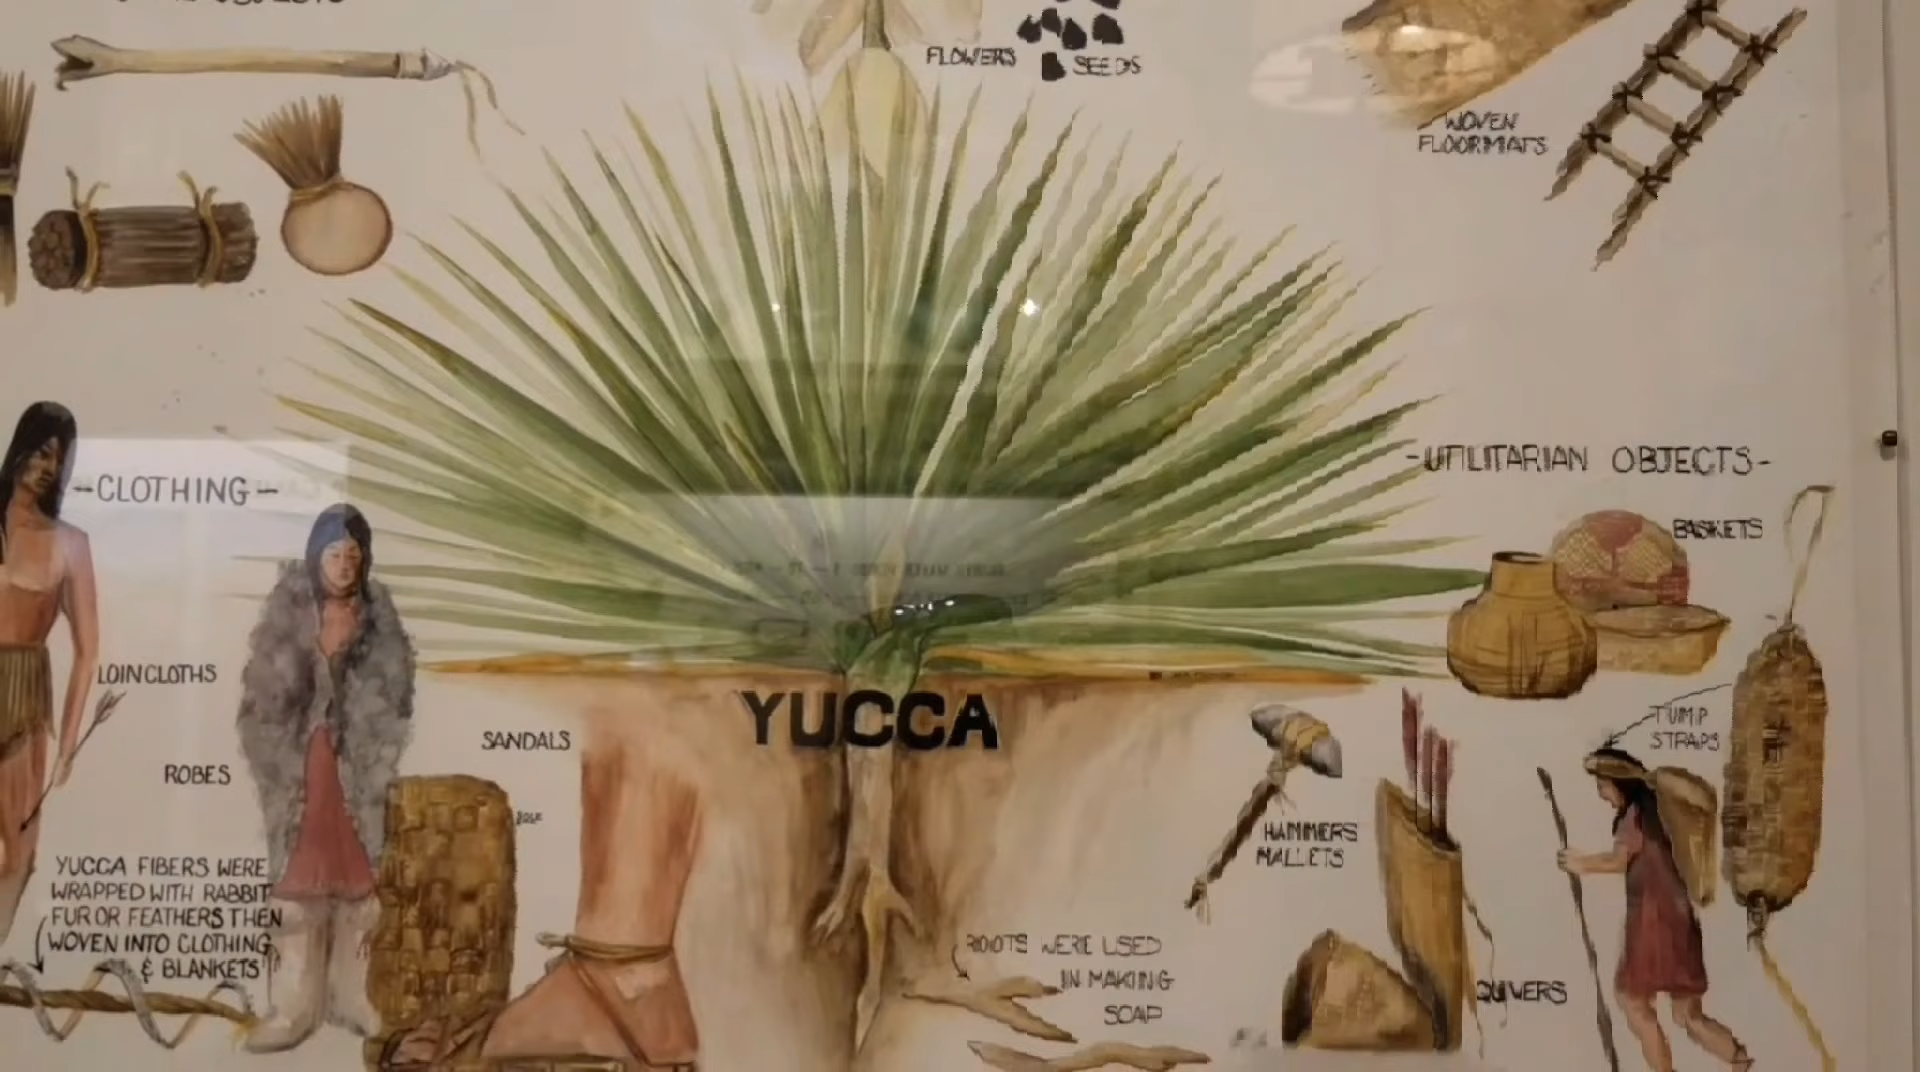 FLOWERS
SEEDS
WOVEN
FLOORMATS
-CLOTHING-
-UTILITARIAN OBJECTS-
BASKETS
LOINCLOTHS
YUCCA
TUMP
STRAPS
SANDALS
ROBES
HAMMERS
MALLETS
YUCCA FIBERS WERE
WRAPPED WITH RABBIT
FUR OR FEATHERS THEN
WOVEN INTO CLOTHING
& BLANKETS
ROOTS WERE USED
IN MAKING
SOAP
QUIVERS